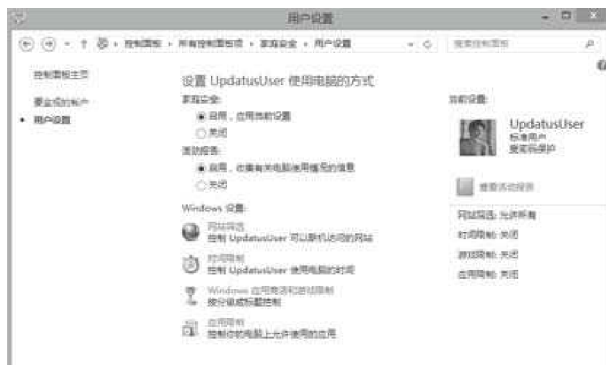 用户设置
控制面板 ▸ 所有控制面板项 ▸ 家庭安全 ▸ 用户设置
搜索控制面板
控制面板主页
要监视的帐户
用户设置
设置 UpdatusUser 使用电脑的方式
家庭安全:
启用，应用当前设置
关闭
活动报告:
启用，收集有关电脑使用情况的信息
关闭
Windows 设置:
网站筛选
控制 UpdatusUser 可以联机访问的网站
时间限制
控制 UpdatusUser 使用电脑的时间
Windows 应用商店和游戏限制
按分级或标题控制
应用限制
控制你的电脑上允许使用的应用
当前设置:
UpdatusUser
标准用户
受密码保护
查看活动报告
网站筛选: 允许所有
时间限制: 关闭
游戏限制: 关闭
应用限制: 关闭